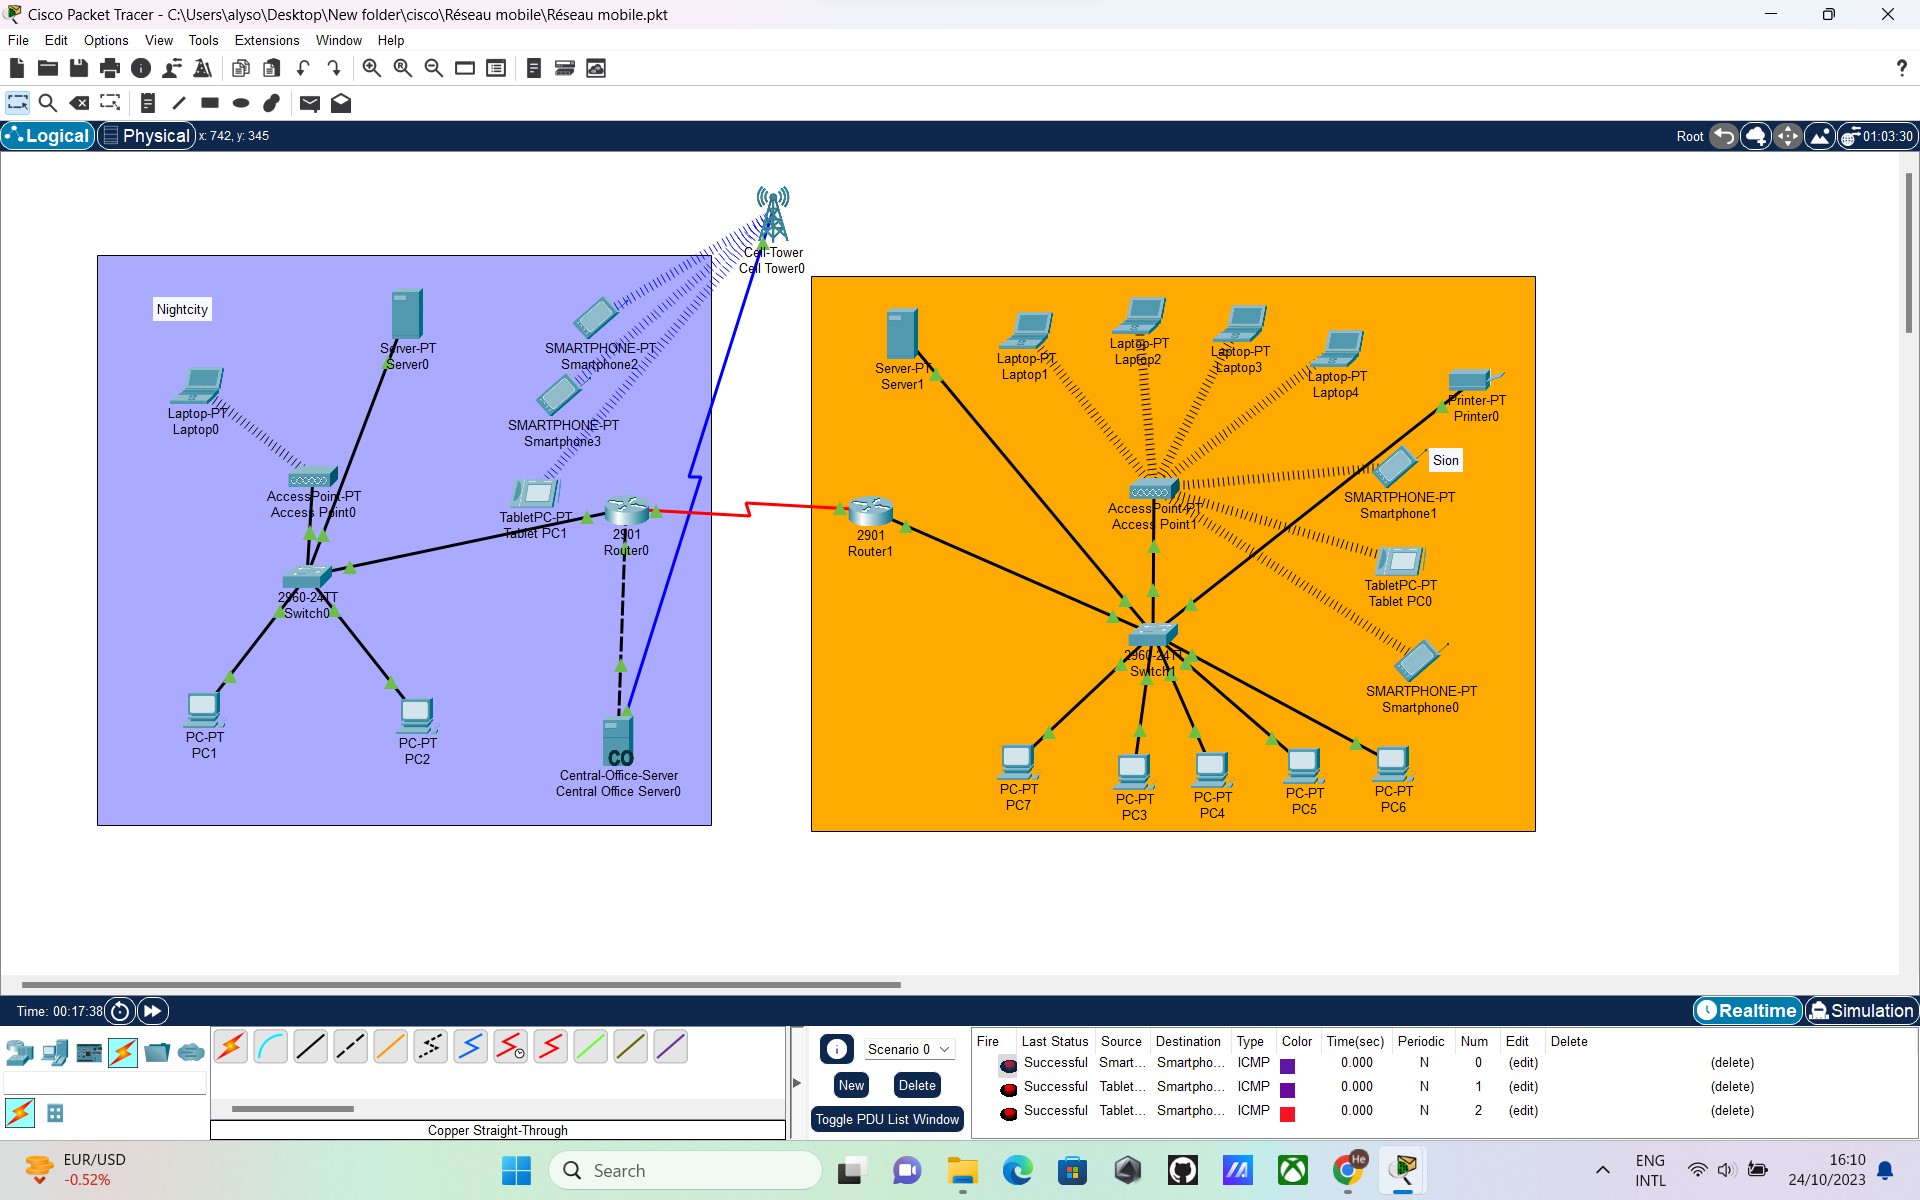 Cisco Packet Tracer - C:\Users\alyso\Desktop\New folder\cisco\Réseau mobile\Réseau mobile.pkt
File Edit Options View Tools Extensions Window Help
?
Logical Physical x: 742, y: 345 Root 01:03:30
Cell-Tower
Cell Tower0
Nightcity
Server-PT
Server0
SMARTPHONE-PT
Smartphone2
Laptop-PT
Laptop0
SMARTPHONE-PT
Smartphone3
AccessPoint-PT
Access Point0
TabletPC-PT
Tablet PC1
2901
Router0
2960-24TT
Switch0
PC-PT
PC1
PC-PT
PC2
CO
Central-Office-Server
Central Office Server0
Server-PT
Server1
Laptop-PT
Laptop1
Laptop-PT
Laptop2
Laptop-PT
Laptop3
Laptop-PT
Laptop4
Printer-PT
Printer0
Sion
SMARTPHONE-PT
Smartphone1
AccessPoint-PT
Access Point1
2901
Router1
TabletPC-PT
Tablet PC0
2960-24TT
Switch1
SMARTPHONE-PT
Smartphone0
PC-PT
PC7
PC-PT
PC3
PC-PT
PC4
PC-PT
PC5
PC-PT
PC6
Time: 00:17:38 Realtime Simulation
Scenario 0
New Delete
Toggle PDU List Window
Copper Straight-Through
Fire Last Status Source Destination Type Color Time(sec) Periodic Num Edit Delete
Successful Smart... Smartpho... ICMP 0.000 N 0 (edit) (delete)
Successful Tablet... Smartpho... ICMP 0.000 N 1 (edit) (delete)
Successful Tablet... Smartpho... ICMP 0.000 N 2 (edit) (delete)
EUR/USD
-0.52%
Search
He
ENG
INTL
16:10
24/10/2023